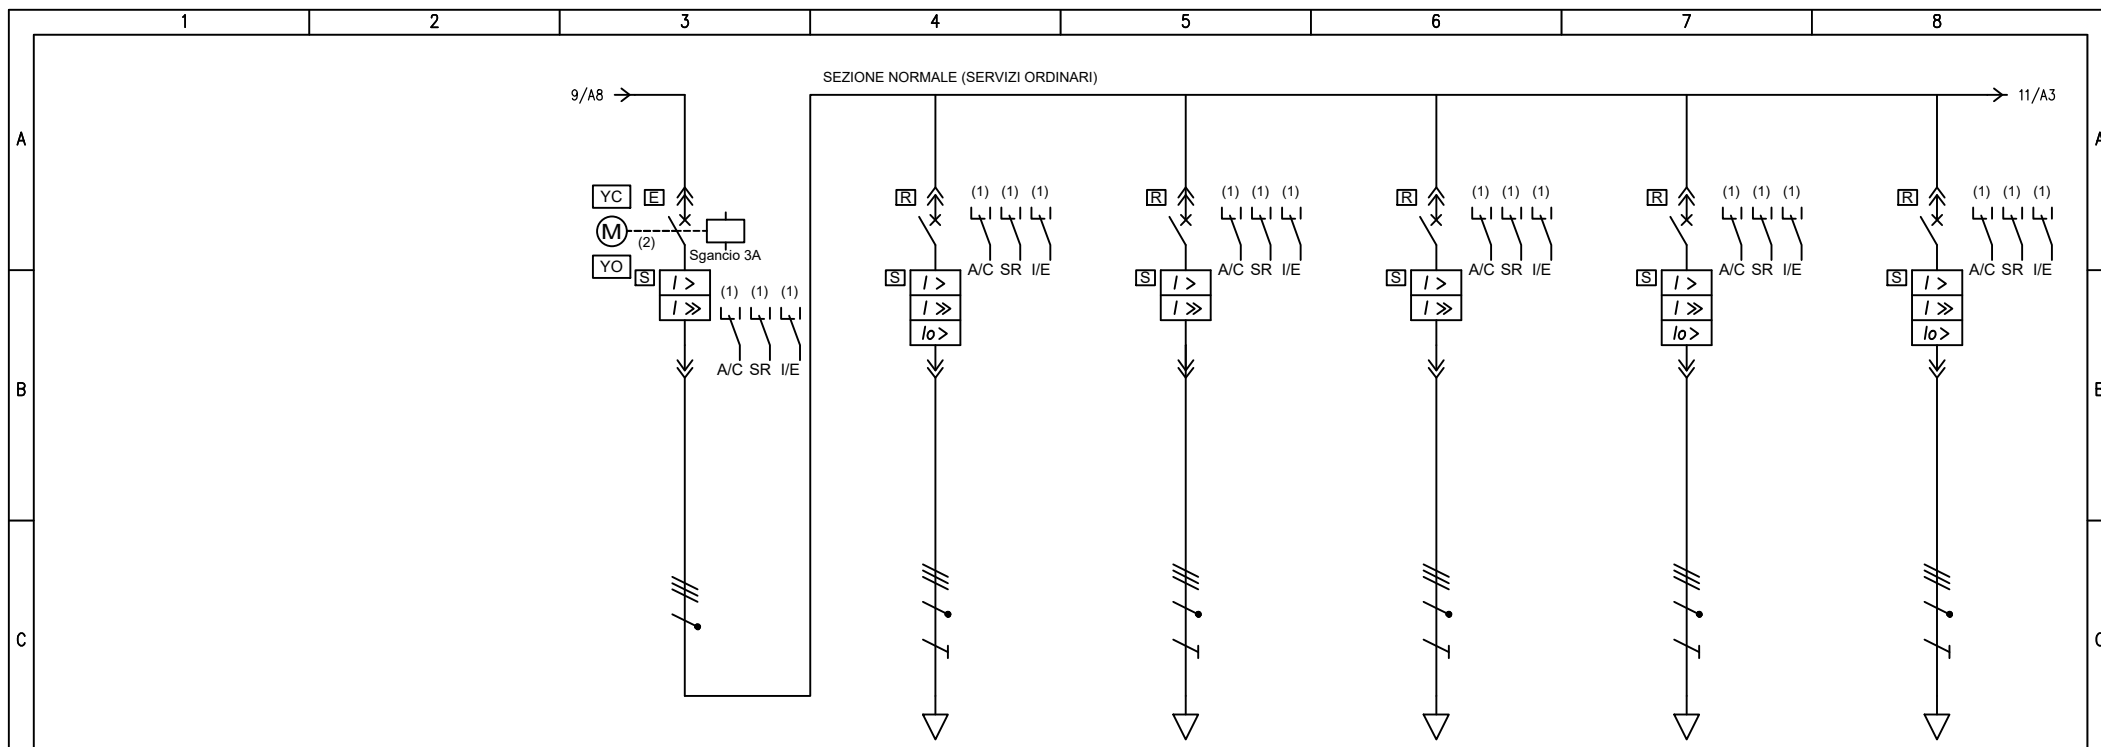 1 2 3 4 5 6 7 8
SEZIONE NORMALE (SERVIZI ORDINARI)
9/A8 11/A3
A A
YC E R (1) (1) (1) R (1) (1) (1) R (1) (1) (1) R (1) (1) (1) R (1) (1) (1)
M (2)
Sgancio 3A
YO S A/C SR I/E A/C SR I/E A/C SR I/E A/C SR I/E A/C SR I/E
I > S I > S I > S I > S I > S I >
(1) (1) (1)
I >> I >> I >> I >> I >> I >>
Io > Io > Io >
A/C SR I/E
B
C